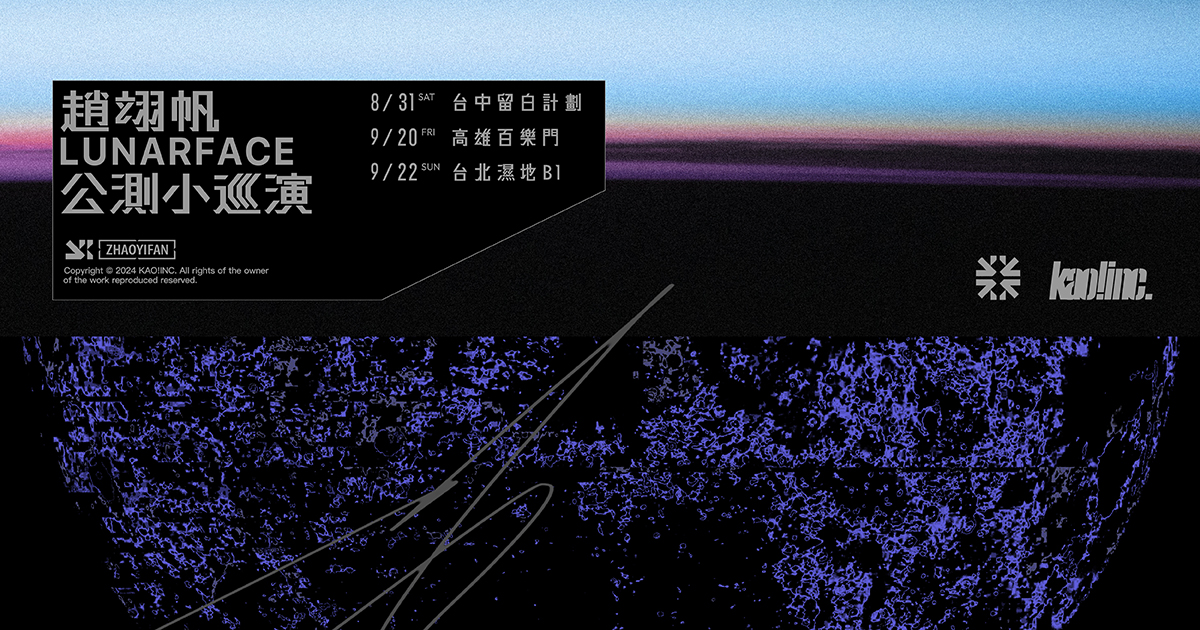 趙翊帆
LUNARFACE
公測小巡演
8/31 SAT 台中留白計劃
9/20 FRI 高雄百樂門
9/22 SUN 台北濕地B1
ZHAOYIFAN
Copyright © 2024 KAO!INC. All rights of the owner
of the work reproduced reserved.
kao!inc.